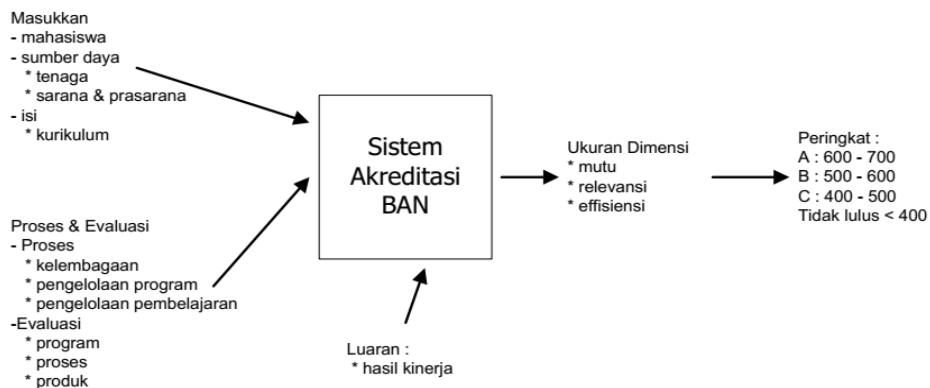 Masukkan
- mahasiswa
- sumber daya
* tenaga
* sarana & prasarana
- isi
* kurikulum
Proses & Evaluasi
- Proses
* kelembagaan
* pengelolaan program
* pengelolaan pembelajaran
-Evaluasi
* program
* proses
* produk
Sistem
Akreditasi
BAN
Luaran :
* hasil kinerja
Ukuran Dimensi
* mutu
* relevansi
* effisiensi
Peringkat :
A : 600 - 700
B : 500 - 600
C : 400 - 500
Tidak lulus < 400